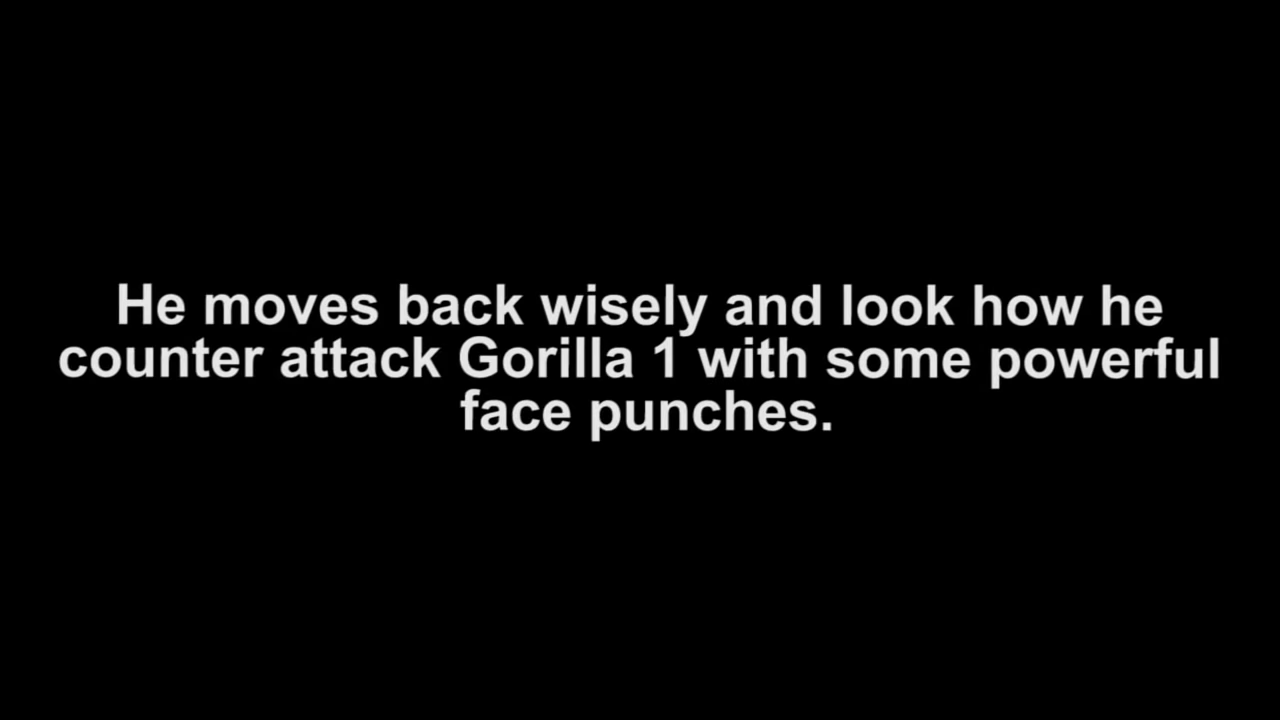 He moves back wisely and look how he
counter attack Gorilla 1 with some powerful
face punches.